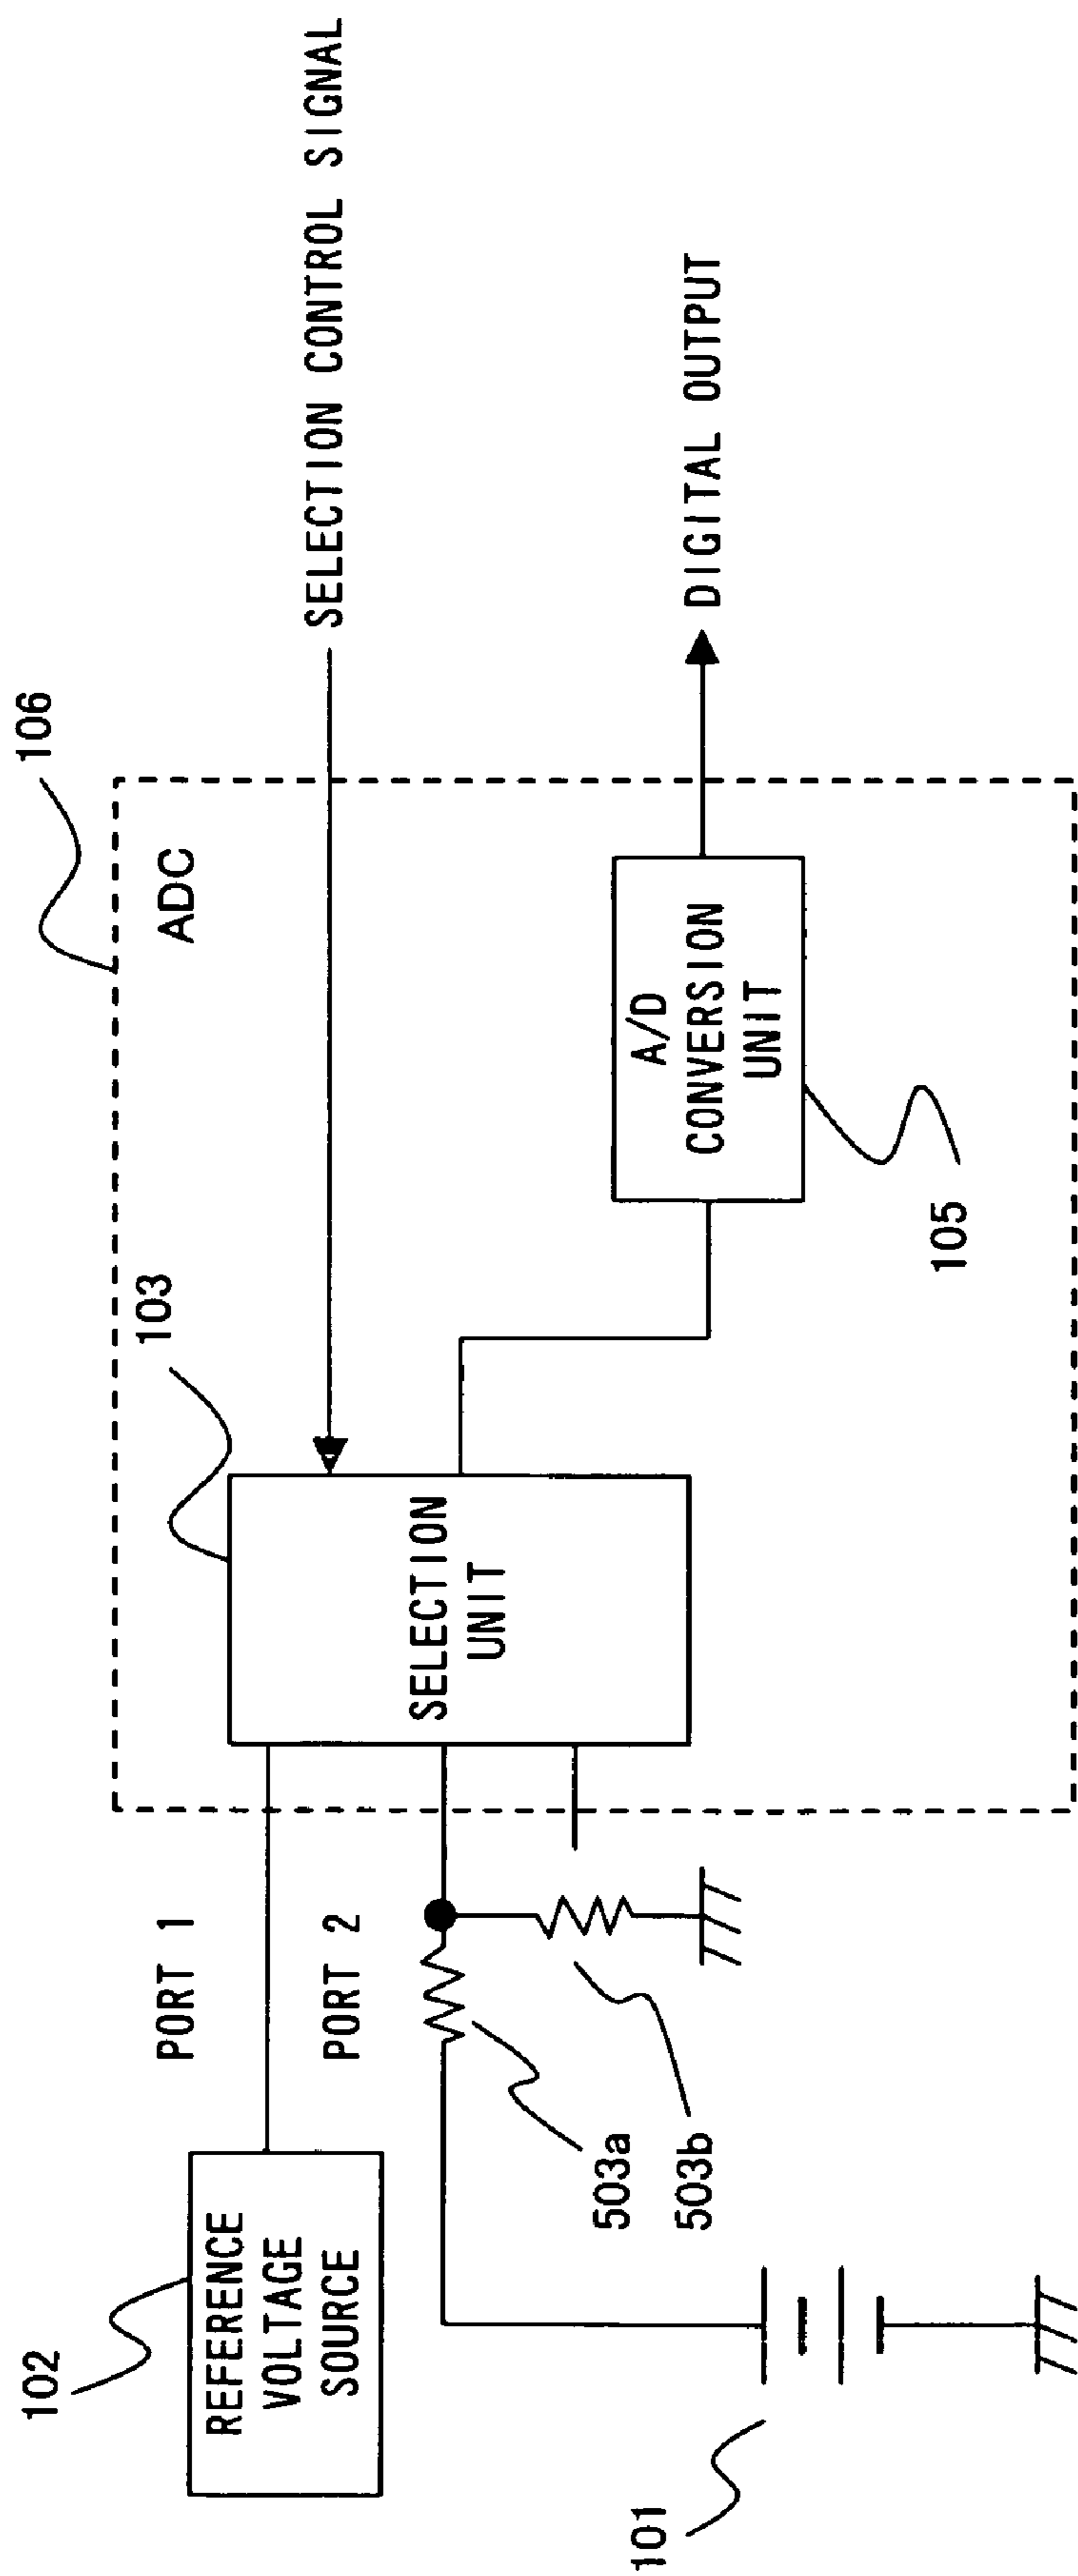 106
SELECTION CONTROL SIGNAL
ADC
103
102
PORT 1
REFERENCE
VOLTAGE
SOURCE
PORT 2
SELECTION
UNIT
A/D
CONVERSION
UNIT
DIGITAL OUTPUT
503a
503b
105
101